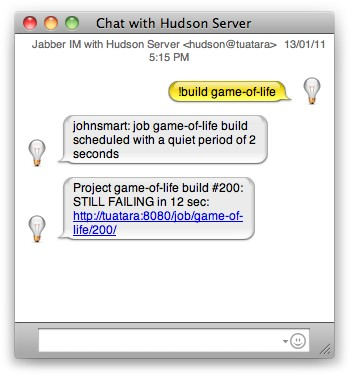 Chat with Hudson Server
Jabber IM with Hudson Server <hudson@tuatara> 13/01/11
5:15 PM
!build game-of-life
johnsmart: job game-of-life build
scheduled with a quiet period of 2
seconds
Project game-of-life build #200:
STILL FAILING in 12 sec:
http://tuatara:8080/job/game-of-
life/200/